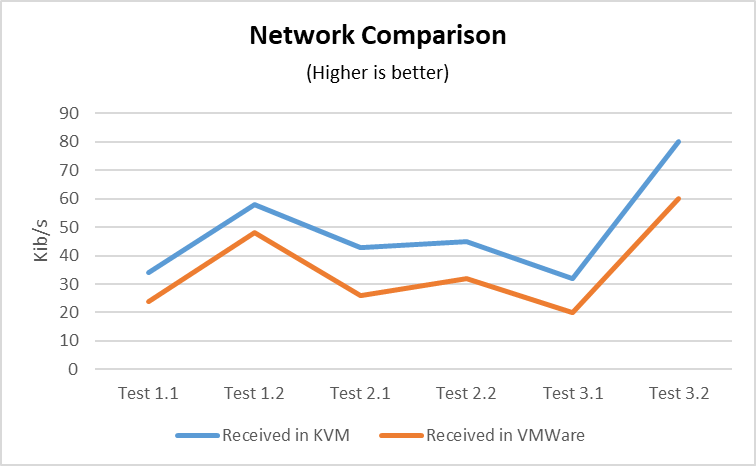 Network Comparison
(Higher is better)
90
80
70
60
50
40
30
20
10
0
Kib/s
Test 1.1 Test 1.2 Test 2.1 Test 2.2 Test 3.1 Test 3.2
Received in KVM Received in VMWare